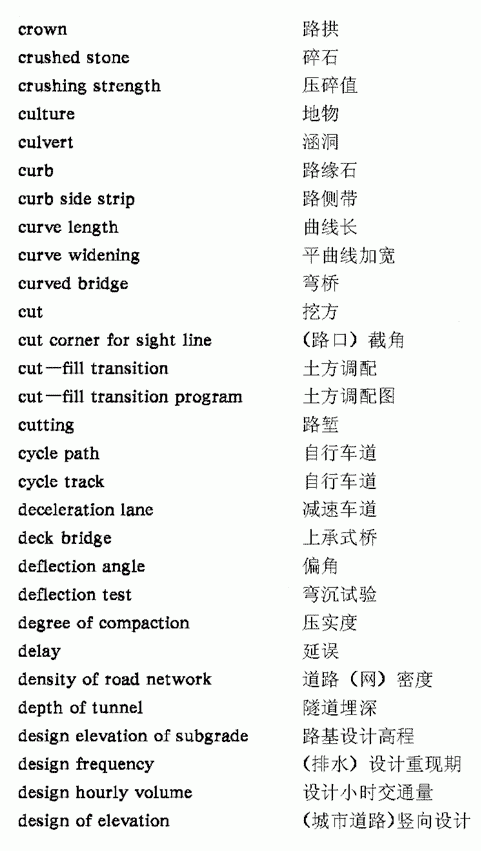 crown 路拱
crushed stone 碎石
crushing strength 压碎值
culture 地物
culvert 涵洞
curb 路缘石
curb side strip 路侧带
curve length 曲线长
curve widening 平曲线加宽
curved bridge 弯桥
cut 挖方
cut corner for sight line (路口) 截角
cut—fill transition 土方调配
cut—fill transition program 土方调配图
cutting 路堑
cycle path 自行车道
cycle track 自行车道
deceleration lane 减速车道
deck bridge 上承式桥
deflection angle 偏角
deflection test 弯沉试验
degree of compaction 压实度
delay 延误
density of road network 道路 (网) 密度
depth of tunnel 隧道埋深
design elevation of subgrade 路基设计高程
design frequency (排水) 设计重现期
design hourly volume 设计小时交通量
design of elevation (城市道路)竖向设计